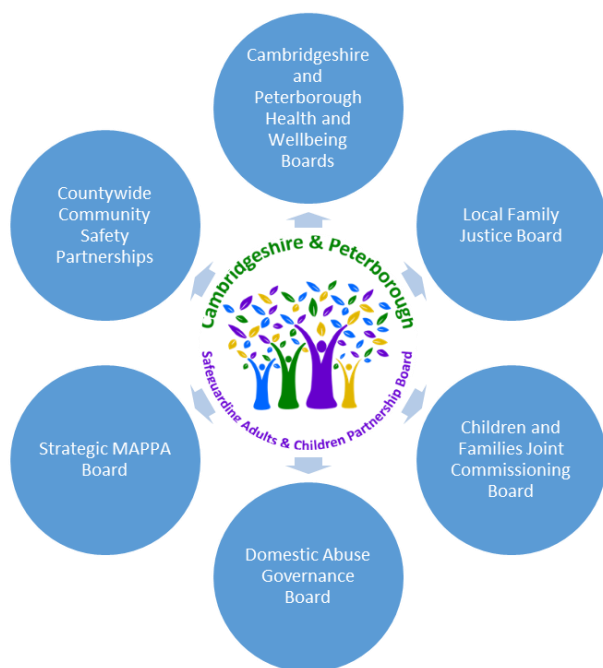 Cambridgeshire
and
Peterborough
Health and
Wellbeing
Boards
Countywide
Community
Safety
Partnerships
Local Family
Justice Board
Cambridgeshire & Peterborough
Safeguarding Adults & Children Partnership Board
Strategic MAPPA
Board
Children and
Families Joint
Commissioning
Board
Domestic Abuse
Governance
Board